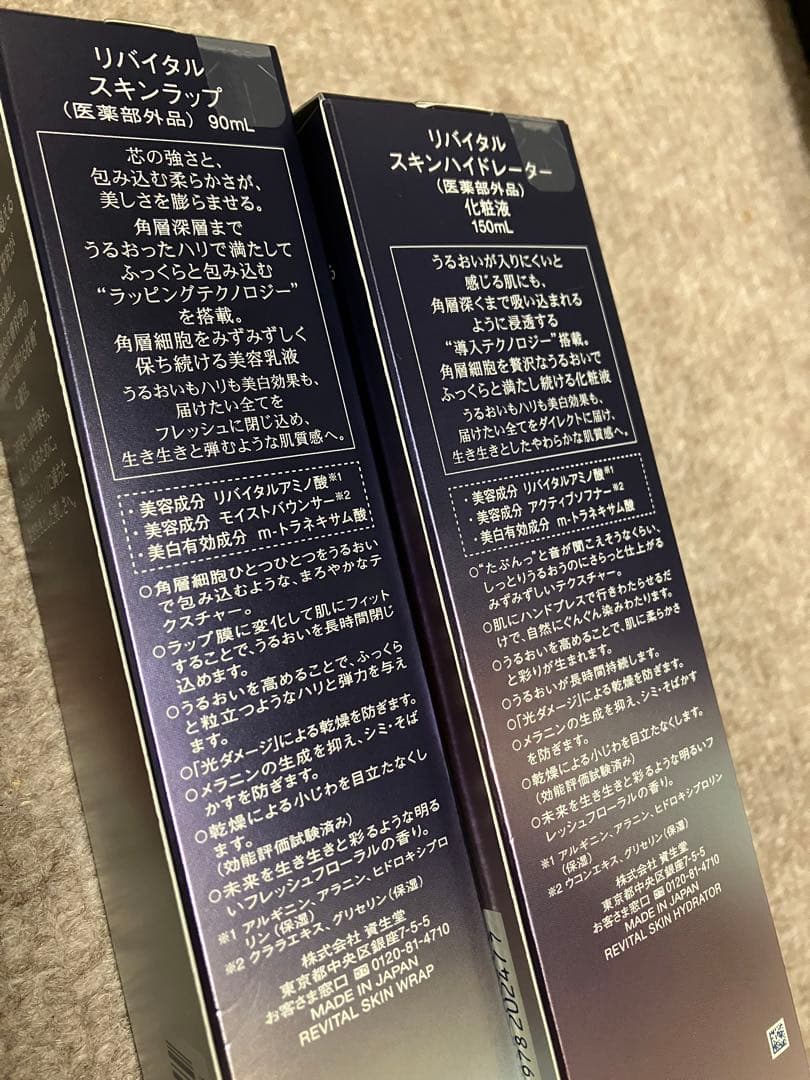 リバイタル
スキンラップ
(医薬部外品) 90mL
芯の強さと、
包み込む柔らかさが、
美しさを膨らませる。
角層深層まで
うるおったハリで満たして
ふっくらと包み込む
“ラッピングテクノロジー”
を搭載。
角層細胞をみずみずしく
保ち続ける美容乳液
うるおいもハリも美白効果も、
届けたい全てを
フレッシュに閉じ込め、
生き生きと弾むような肌質感へ。
・美容成分 リバイタルアミノ酸※1
・美容成分 モイストバウンサー※2
・美白有効成分 m-トラネキサム酸
○角層細胞ひとつひとつをうるおい
で包み込むような、まろやかなテ
クスチャー。
○ラップ膜に変化して肌にフィット
することで、うるおいを長時間閉じ
込めます。
○うるおいを高めることで、ふっくら
と粒立つようなハリと弾力を与え
ます。
○「光ダメージ」による乾燥を防ぎます。
○メラニンの生成を抑え、シミ・そば
かすを防ぎます。
○乾燥による小じわを目立たなくし
ます。
(効能評価試験済み)
○未来を生き生きと彩るような明る
いフレッシュフローラルの香り。
※1 アルギニン、アラニン、ヒドロキシプロ
リン(保湿)
※2 クララエキス、グリセリン(保湿)
株式会社 資生堂
東京都中央区銀座7-5-5
お客さま窓口 0120-81-4710
MADE IN JAPAN
REVITAL SKIN WRAP
リバイタル
スキンハイドレーター
(医薬部外品)
化粧液
150mL
うるおいが入りにくいと
感じる肌にも、
角層深くまで吸い込まれる
ように浸透する
“導入テクノロジー”搭載。
角層細胞を贅沢なうるおいで
ふっくらと満たし続ける化粧液
うるおいもハリも美白効果も、
届けたい全てをダイレクトに届け、
生き生きとしたやわらかな肌質感へ。
・美容成分 リバイタルアミノ酸※1
・美容成分 アクティブソフナー※2
・美白有効成分 m-トラネキサム酸
○“たぷんっ”と音が聞こえそうなくらい、
しっとりうるおうのにさらっと仕上がる
みずみずしいテクスチャー。
○肌にハンドプレスで行きわたらせるだ
けで、自然にぐんぐん染みわたります。
○うるおいを高めることで、肌に柔らかさ
と彩りが生まれます。
○うるおいが長時間持続します。
○「光ダメージ」による乾燥を防ぎます。
○メラニンの生成を抑え、シミ・そばかす
を防ぎます。
○乾燥による小じわを目立たなくします。
(効能評価試験済み)
○未来を生き生きと彩るような明るいフ
レッシュフローラルの香り。
※1 アルギニン、アラニン、ヒドロキシプロリン
(保湿)
※2 ウコンエキス、グリセリン(保湿)
株式会社 資生堂
東京都中央区銀座7-5-5
お客さま窓口 0120-81-4710
MADE IN JAPAN
REVITAL SKIN HYDRATOR